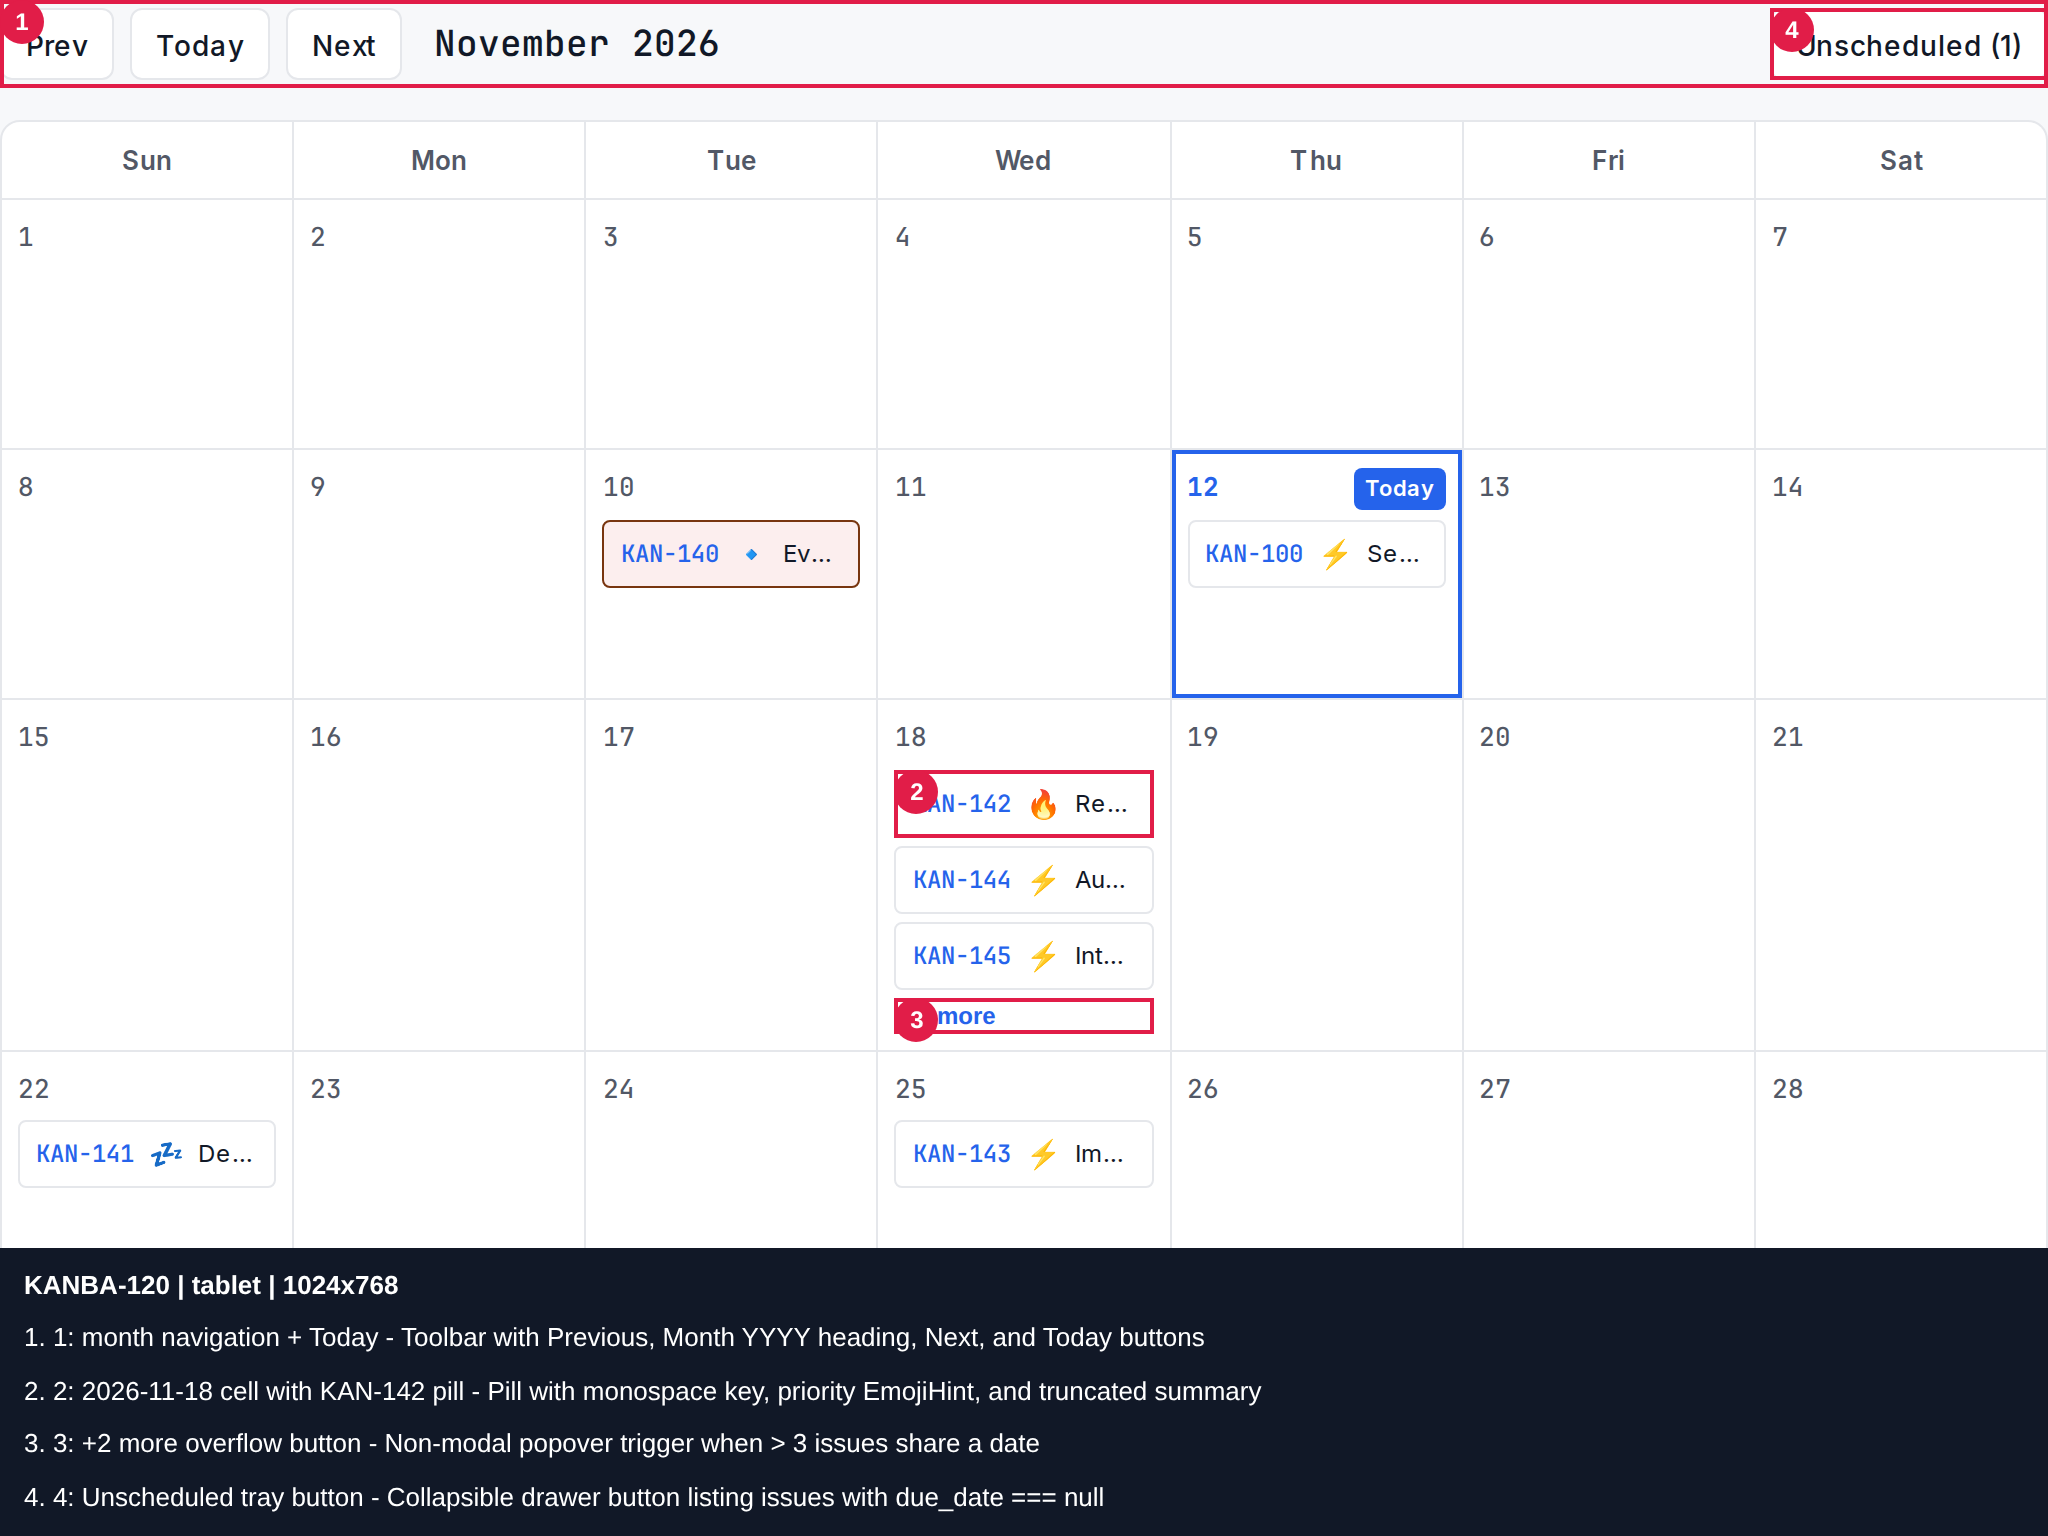 1 Prev Today Next November 2026 4 Unscheduled (1)
Sun Mon Tue Wed Thu Fri Sat
1 2 3 4 5 6 7
8 9 10 11 12 Today 13 14
KAN-140 Ev... KAN-100 Se...
15 16 17 18 19 20 21
2 KAN-142 Re...
KAN-144 Au...
KAN-145 Int...
3 more
22 23 24 25 26 27 28
KAN-141 De... KAN-143 Im...
KANBA-120 | tablet | 1024x768
1. 1: month navigation + Today - Toolbar with Previous, Month YYYY heading, Next, and Today buttons
2. 2: 2026-11-18 cell with KAN-142 pill - Pill with monospace key, priority EmojiHint, and truncated summary
3. 3: +2 more overflow button - Non-modal popover trigger when > 3 issues share a date
4. 4: Unscheduled tray button - Collapsible drawer button listing issues with due_date === null